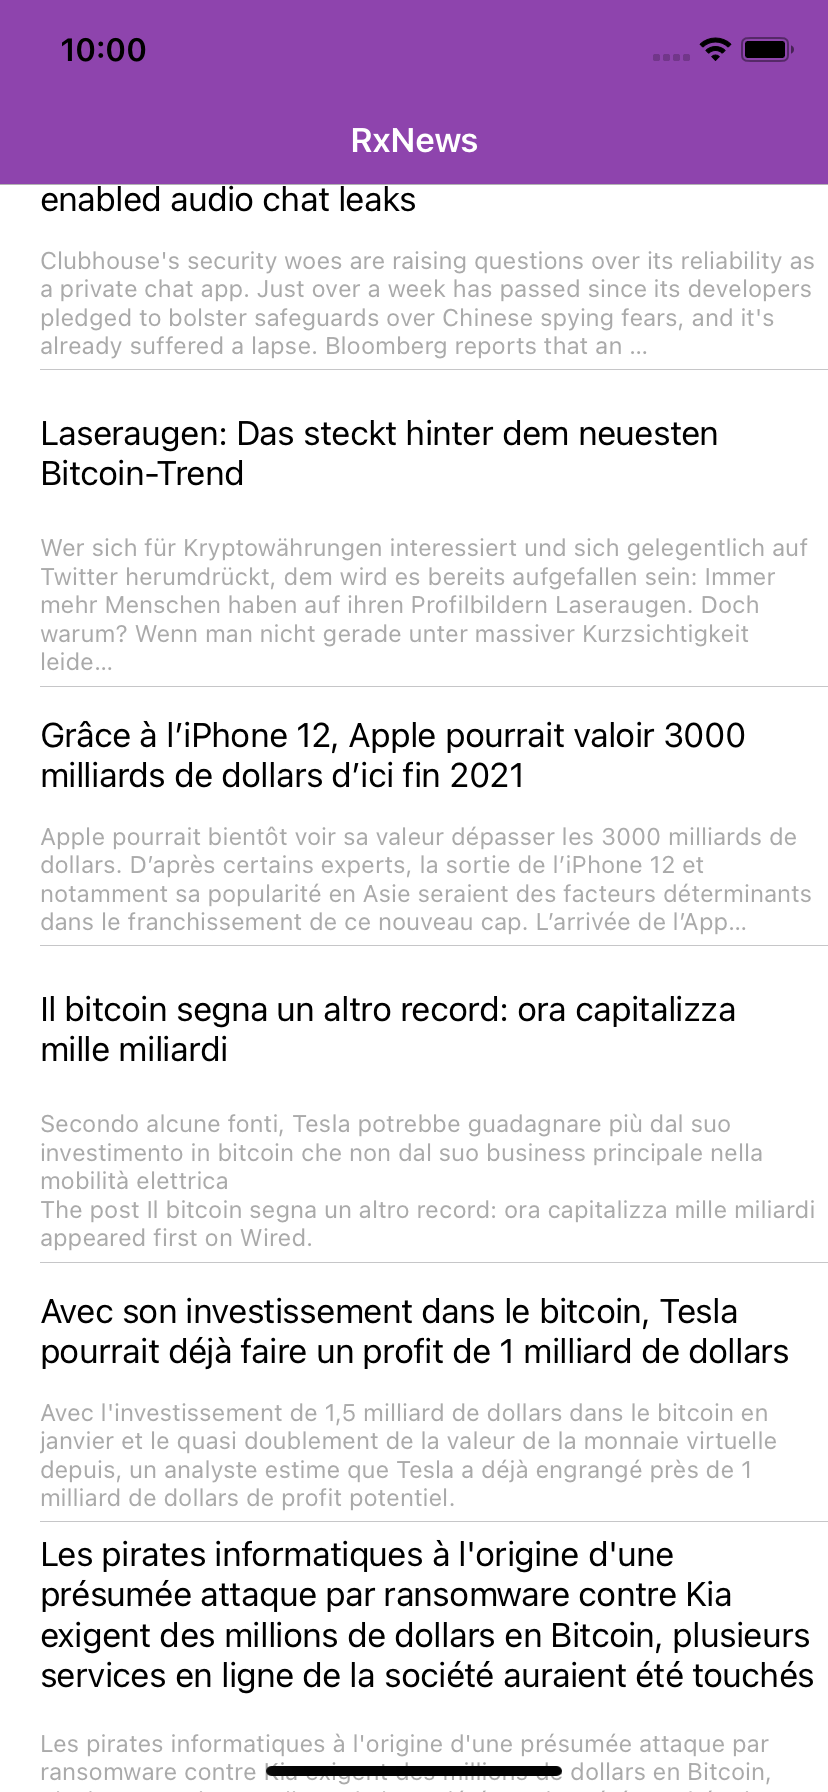 10:00
RxNews
enabled audio chat leaks
Clubhouse's security woes are raising questions over its reliability as
a private chat app. Just over a week has passed since its developers
pledged to bolster safeguards over Chinese spying fears, and it's
already suffered a lapse. Bloomberg reports that an ...
Laseraugen: Das steckt hinter dem neuesten
Bitcoin-Trend
Wer sich für Kryptowährungen interessiert und sich gelegentlich auf
Twitter herumdrückt, dem wird es bereits aufgefallen sein: Immer
mehr Menschen haben auf ihren Profilbildern Laseraugen. Doch
warum? Wenn man nicht gerade unter massiver Kurzsichtigkeit
leide…
Grâce à l’iPhone 12, Apple pourrait valoir 3000
milliards de dollars d’ici fin 2021
Apple pourrait bientôt voir sa valeur dépasser les 3000 milliards de
dollars. D’après certains experts, la sortie de l’iPhone 12 et
notamment sa popularité en Asie seraient des facteurs déterminants
dans le franchissement de ce nouveau cap. L’arrivée de l’App…
Il bitcoin segna un altro record: ora capitalizza
mille miliardi
Secondo alcune fonti, Tesla potrebbe guadagnare più dal suo
investimento in bitcoin che non dal suo business principale nella
mobilità elettrica
The post Il bitcoin segna un altro record: ora capitalizza mille miliardi
appeared first on Wired.
Avec son investissement dans le bitcoin, Tesla
pourrait déjà faire un profit de 1 milliard de dollars
Avec l'investissement de 1,5 milliard de dollars dans le bitcoin en
janvier et le quasi doublement de la valeur de la monnaie virtuelle
depuis, un analyste estime que Tesla a déjà engrangé près de 1
milliard de dollars de profit potentiel.
Les pirates informatiques à l'origine d'une
présumée attaque par ransomware contre Kia
exigent des millions de dollars en Bitcoin, plusieurs
services en ligne de la société auraient été touchés
Les pirates informatiques à l'origine d'une présumée attaque par
ransomware contre Kia exigent des millions de dollars en Bitcoin,